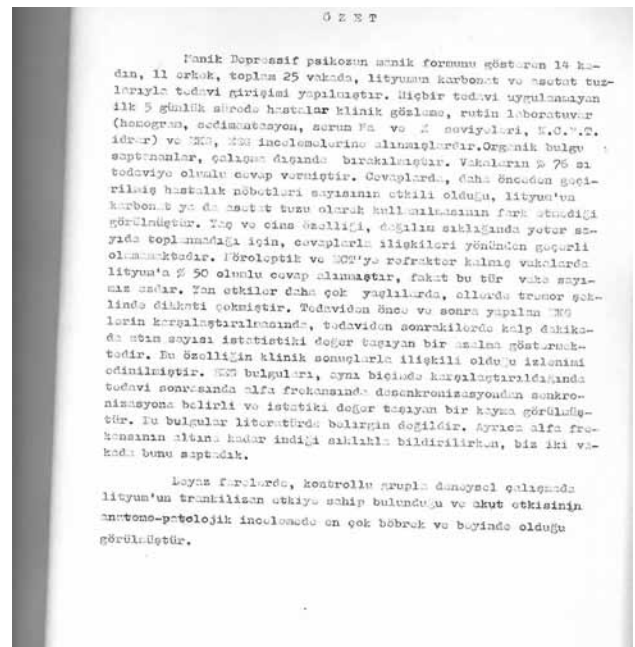 Ö Z E T
Manik Depressif psikozun manik formunu gösteren 14 ka-
dın, 11 erkek, toplam 25 vakada, lityumun karbonat ve asetat tuz-
larıyla tedavi girişimi yapılmıştır. Hiçbir tedavi uygulanmıyan
ilk 5 günlük sürede hastalar klinik gözleme, rutin laboratuvar
(hemogram, sedimentasyon, serum Na ve K seviyeleri,
idrar) ve EKG, EEG incelemelerine alınmışlardır.Organik bulgu
saptananlar, çalışma dışında bırakılmıştır. Vakaların % 76 sı
tedaviye olumlu cevap vermiştir. Cevaplarda, daha önceden geçi-
rilmiş hastalık nöbetleri sayısının etkili olduğu, lityum'un
karbonat ya da asetat tuzu olarak kullanılmasının fark etmediği
görülmüştür. Yaş ve cins özelliği, dağılım sıklığında yeter sa-
yıda toplanmadığı için, cevaplarla ilişkileri yönünden geçerli
olamamaktadır. Nöroleptik ve ECT'ye refrakter kalmış vakalarda
lityum'a % 50 olumlu cevap alınmıştır, fakat bu tür vaka sayı-
mız azdır. Yan etkiler daha çok yaşlılarda, ellerde tremor şek-
linde dikkati çekmiştir. Tedaviden önce ve sonra yapılan EKG
lerin karşılaştırılmasında, tedaviden sonrakilerde kalp dakika-
da atım sayısı istatistiki değer taşıyan bir azalma göstermek-
tedir. Bu özelliğin klinik sonuçlarla ilişkili olduğu izlenimi
edinilmiştir. EEG bulguları, aynı biçimde karşılaştırıldığında
tedavi sonrasında alfa frekansında desenkronizasyondan senkro-
nizasyona belirli ve istatiki değer taşıyan bir kayma görülmüş-
tür. Bu bulgular literatürde belirgin değildir. Ayrıca alfa fre-
kansının altına kadar indiği sıklıkla bildirilirken, biz iki va-
kada bunu saptadık.
Beyaz farelerde, kontrollu grupla deneysel çalışmada
lityum'un trankilizan etkiye sahip bulunduğu ve akut etkisinin
anatomo-patolojik incelemede en çok böbrek ve beyinde olduğu
görülmüştür.